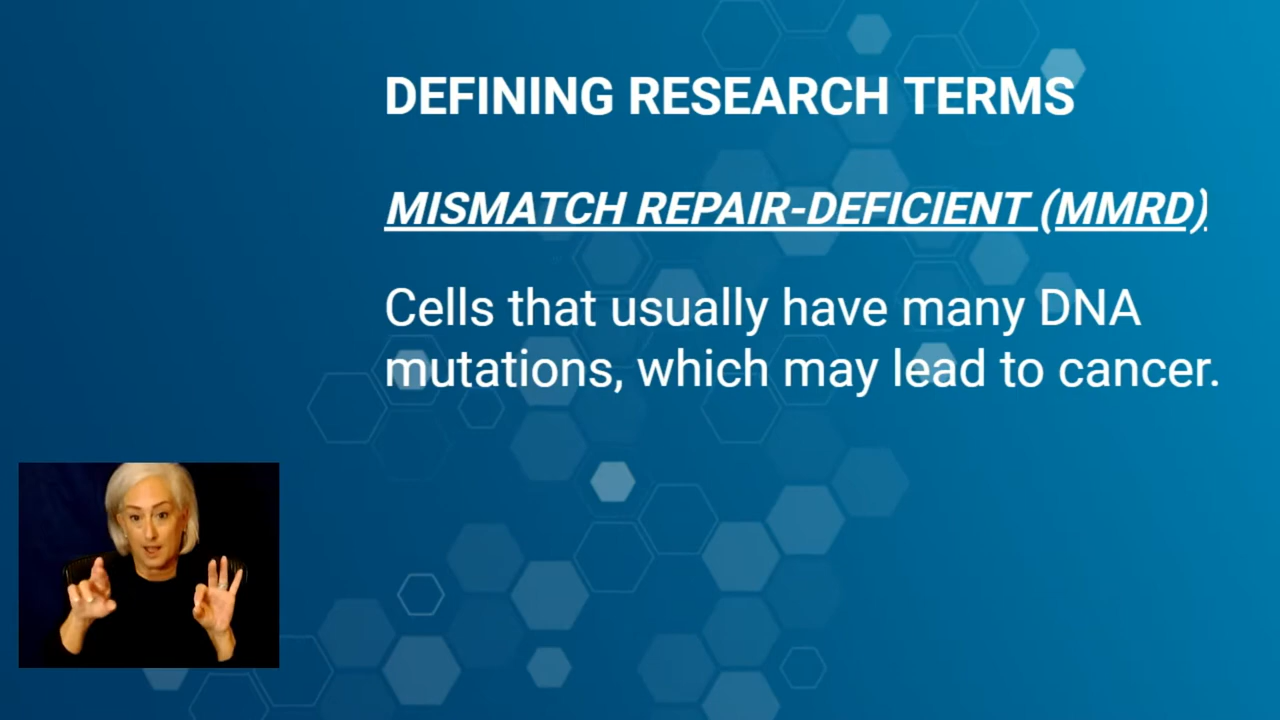 DEFINING RESEARCH TERMS
MISMATCH REPAIR-DEFICIENT (MMRD)
Cells that usually have many DNA
mutations, which may lead to cancer.